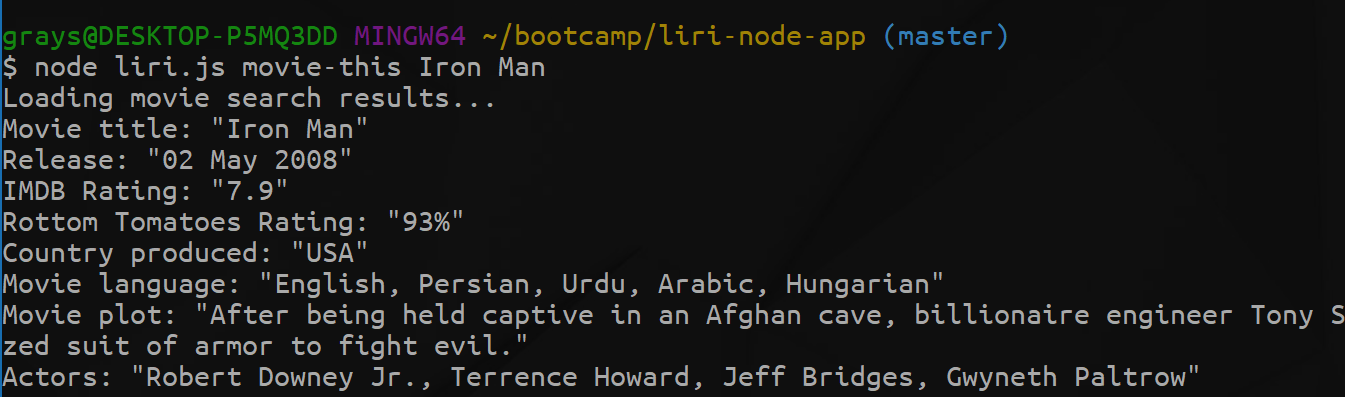 grays@DESKTOP-P5MQ3DD MINGW64 ~/bootcamp/liri-node-app (master)
$ node liri.js movie-this Iron Man
Loading movie search results...
Movie title: "Iron Man"
Release: "02 May 2008"
IMDB Rating: "7.9"
Rottom Tomatoes Rating: "93%"
Country produced: "USA"
Movie language: "English, Persian, Urdu, Arabic, Hungarian"
Movie plot: "After being held captive in an Afghan cave, billionaire engineer Tony S
zed suit of armor to fight evil."
Actors: "Robert Downey Jr., Terrence Howard, Jeff Bridges, Gwyneth Paltrow"